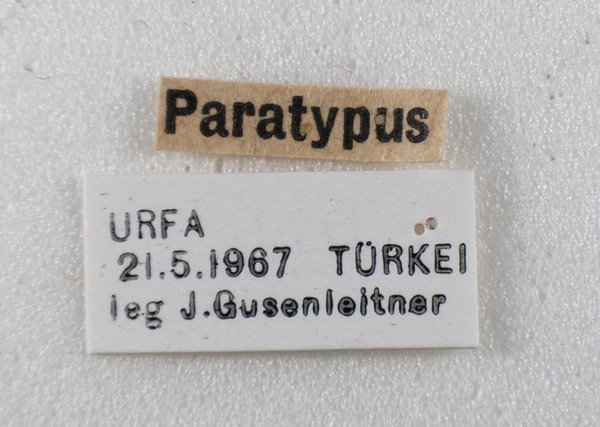 Paratypus
URFA
21.5.1967 TÜRKEI
leg J.Gusenleitner